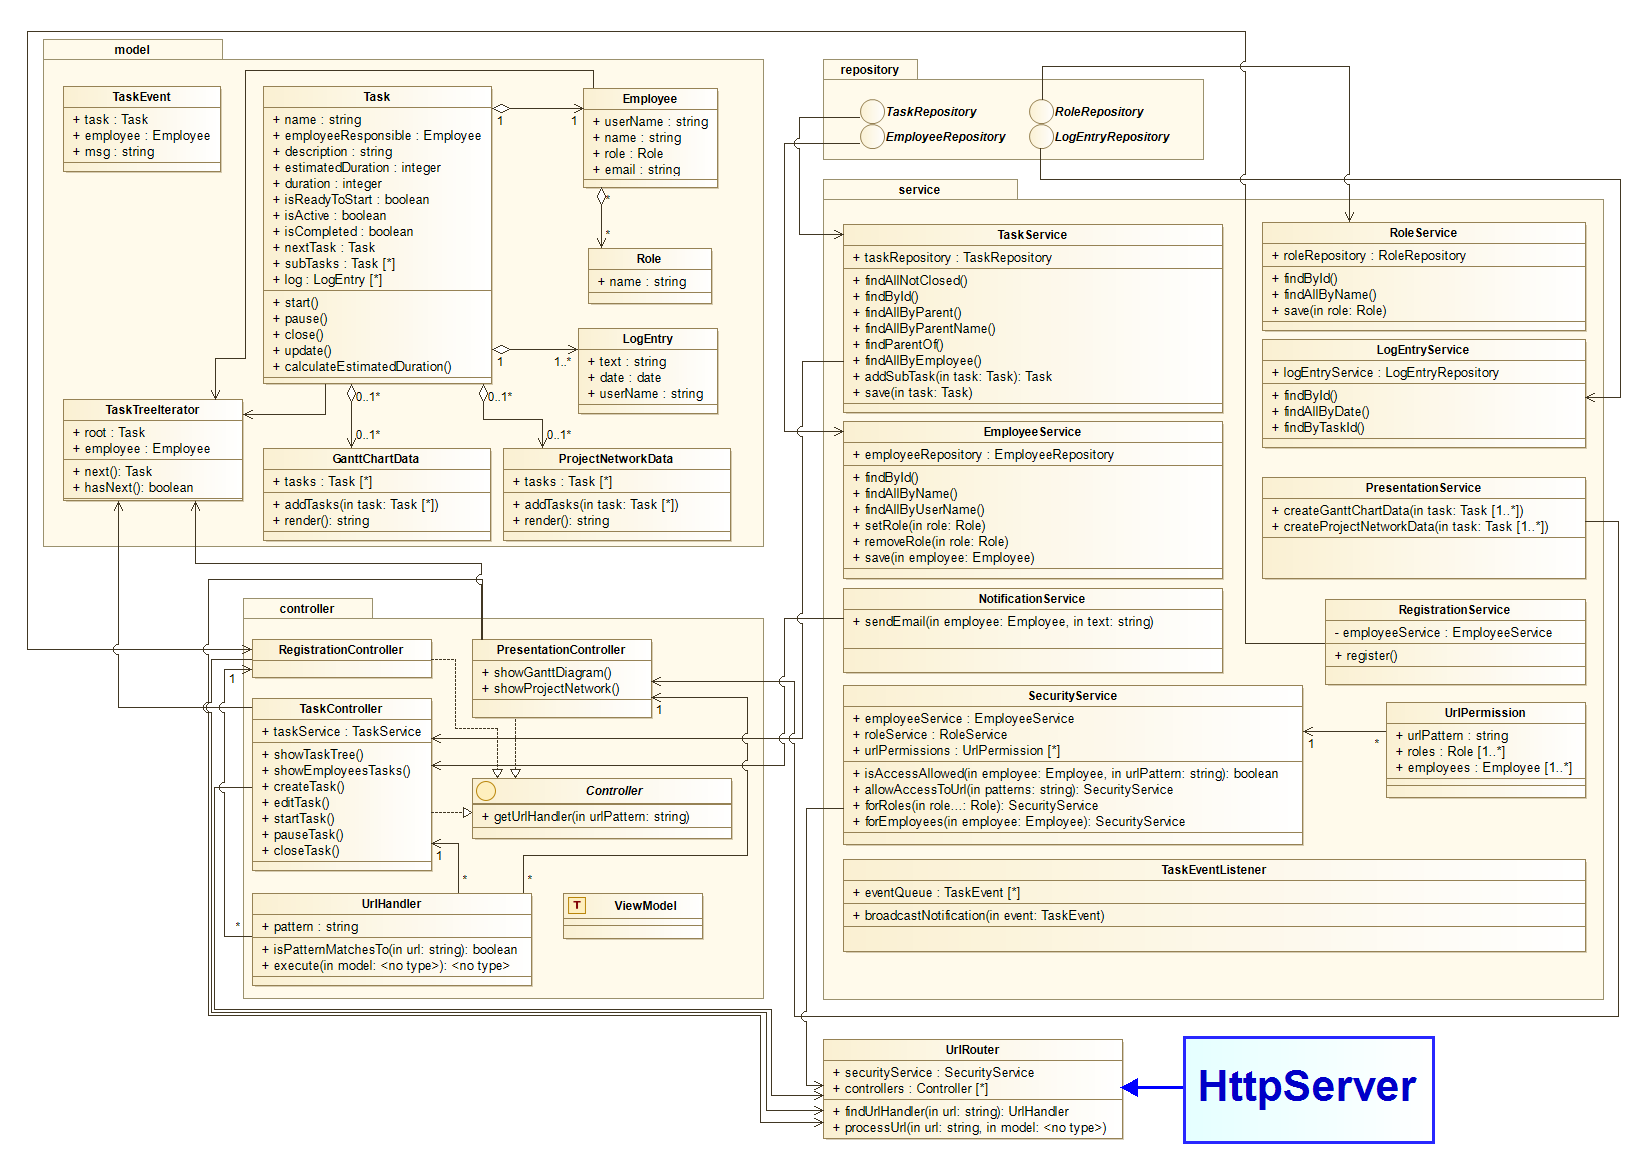 model
TaskEvent
+ task : Task
+ employee : Employee
+ msg : string
Task
+ name : string
+ employeeResponsible : Employee
+ description : string
+ estimatedDuration : integer
+ duration : integer
+ isReadyToStart : boolean
+ isActive : boolean
+ isCompleted : boolean
+ nextTask : Task
+ subTasks : Task [*]
+ log : LogEntry [*]
+ start()
+ pause()
+ close()
+ update()
+ calculateEstimatedDuration()
1
1
Employee
+ userName : string
+ name : string
+ role : Role
+ email : string
*
*
Role
+ name : string
LogEntry
+ text : string
+ date : date
+ userName : string
1
1..*
TaskTreeIterator
+ root : Task
+ employee : Employee
+ next(): Task
+ hasNext(): boolean
0..1*
0..1*
0..1*
0..1*
GanttChartData
+ tasks : Task [*]
+ addTasks(in task: Task [*])
+ render(): string
ProjectNetworkData
+ tasks : Task [*]
+ addTasks(in task: Task [*])
+ render(): string
repository
TaskRepository
EmployeeRepository
RoleRepository
LogEntryRepository
service
TaskService
+ taskRepository : TaskRepository
+ findAllNotClosed()
+ findById()
+ findAllByParent()
+ findAllByParentName()
+ findParentOf()
+ findAllByEmployee()
+ addSubTask(in task: Task): Task
+ save(in task: Task)
RoleService
+ roleRepository : RoleRepository
+ findById()
+ findAllByName()
+ save(in role: Role)
LogEntryService
+ logEntryService : LogEntryRepository
+ findById()
+ findAllByDate()
+ findByTaskId()
EmployeeService
+ employeeRepository : EmployeeRepository
+ findById()
+ findAllByName()
+ findAllByUserName()
+ setRole(in role: Role)
+ removeRole(in role: Role)
+ save(in employee: Employee)
PresentationService
+ createGanttChartData(in task: Task [1..*])
+ createProjectNetworkData(in task: Task [1..*])
NotificationService
+ sendEmail(in employee: Employee, in text: string)
RegistrationService
- employeeService : EmployeeService
+ register()
SecurityService
+ employeeService : EmployeeService
+ roleService : RoleService
+ urlPermissions : UrlPermission [*]
+ isAccessAllowed(in employee: Employee, in urlPattern: string): boolean
+ allowAccessToUrl(in patterns: string): SecurityService
+ forRoles(in role...: Role): SecurityService
+ forEmployees(in employee: Employee): SecurityService
1
*
UrlPermission
+ urlPattern : string
+ roles : Role [1..*]
+ employees : Employee [1..*]
TaskEventListener
+ eventQueue : TaskEvent [*]
+ broadcastNotification(in event: TaskEvent)
controller
RegistrationController
1
PresentationController
+ showGanttDiagram()
+ showProjectNetwork()
1
TaskController
+ taskService : TaskService
+ showTaskTree()
+ showEmployeesTasks()
+ createTask()
+ editTask()
+ startTask()
+ pauseTask()
+ closeTask()
1
Controller
+ getUrlHandler(in urlPattern: string)
*
*
*
UrlHandler
+ pattern : string
+ isPatternMatchesTo(in url: string): boolean
+ execute(in model: <no type>): <no type>
T
ViewModel
UrlRouter
+ securityService : SecurityService
+ controllers : Controller [*]
+ findUrlHandler(in url: string): UrlHandler
+ processUrl(in url: string, in model: <no type>)
HttpServer